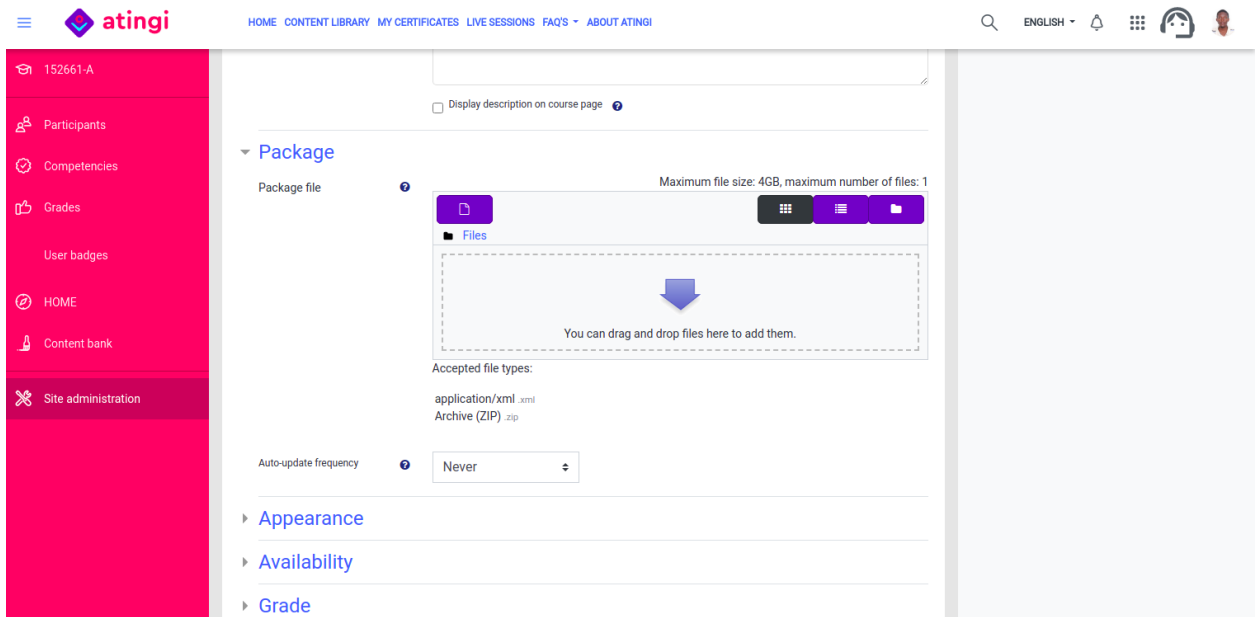 atingi
HOME CONTENT LIBRARY MY CERTIFICATES LIVE SESSIONS FAQ'S ABOUT ATINGI
ENGLISH
152661-A
Participants
Competencies
Grades
User badges
HOME
Content bank
Site administration
Display description on course page
Package
Package file
Maximum file size: 4GB, maximum number of files: 1
Files
You can drag and drop files here to add them.
Accepted file types:
application/xml .xml
Archive (ZIP) .zip
Auto-update frequency
Never
Appearance
Availability
Grade